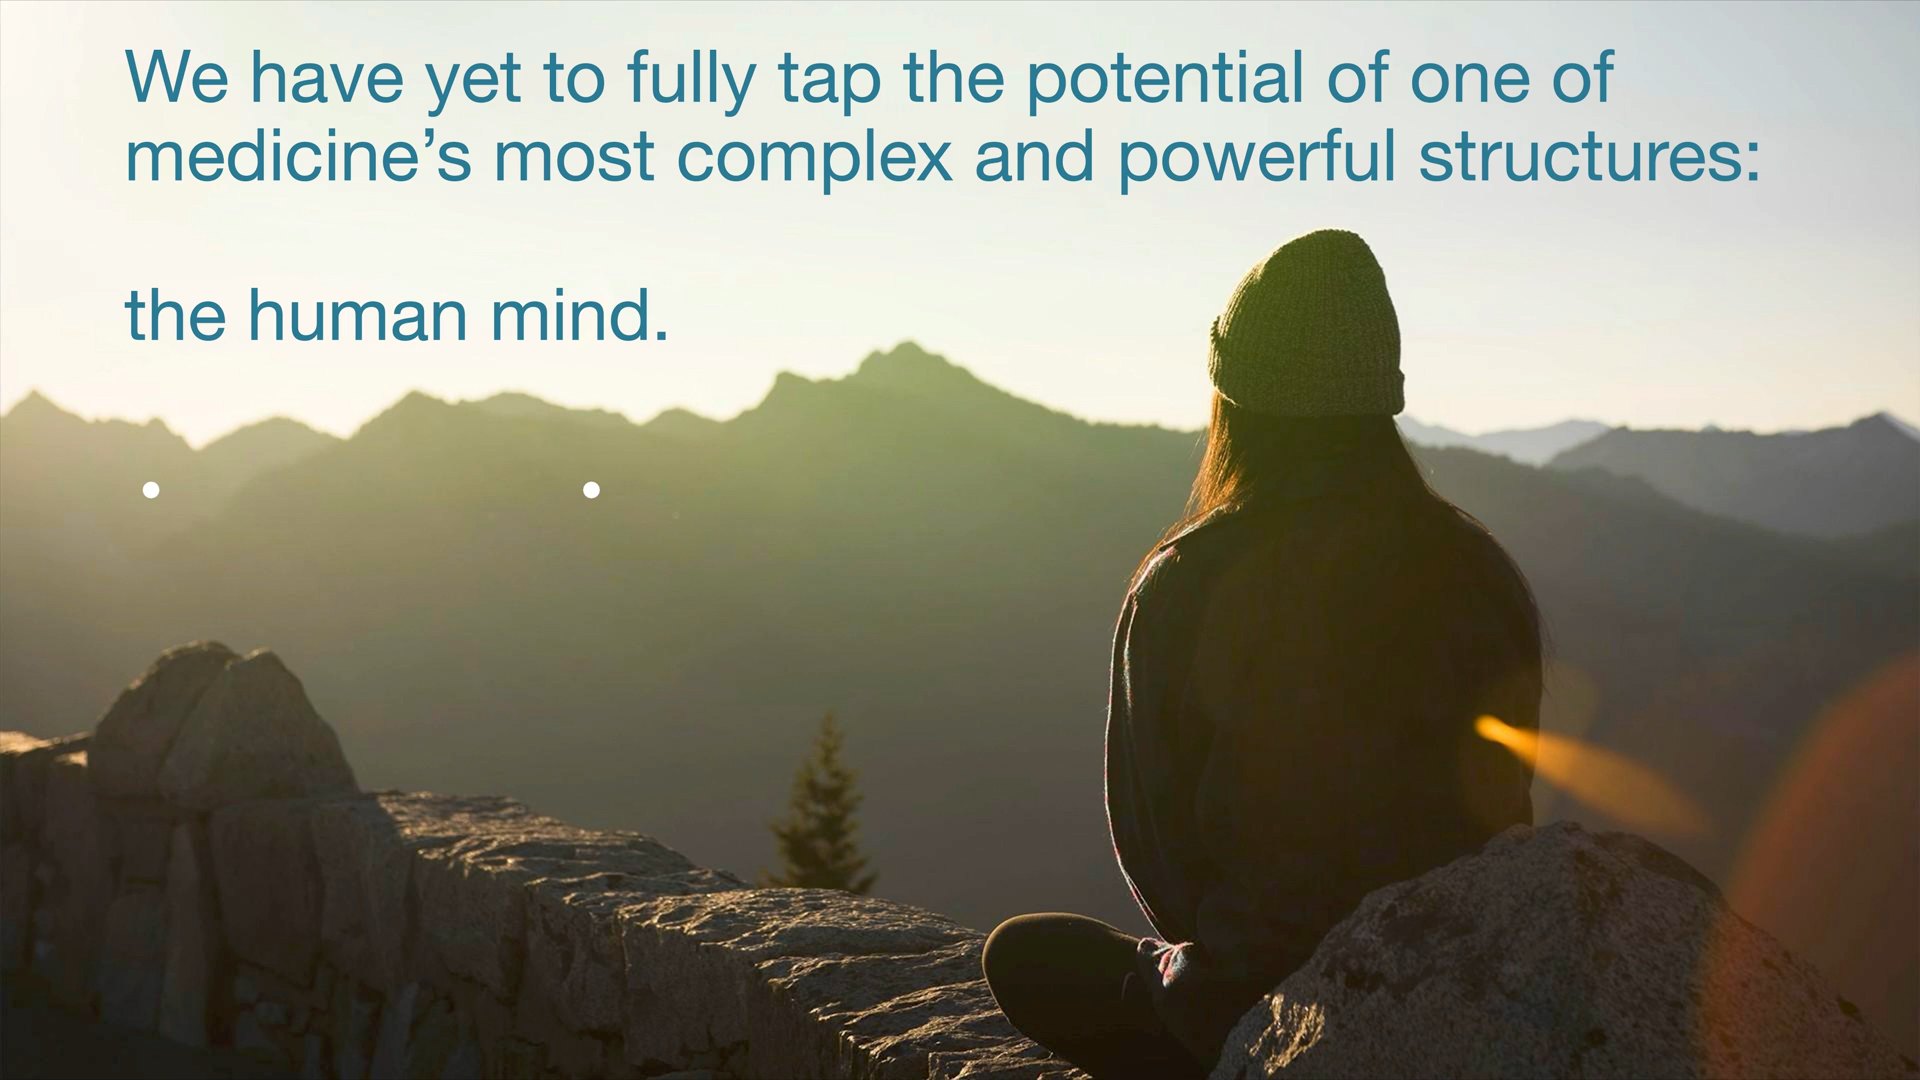 We have yet to fully tap the potential of one of
medicine’s most complex and powerful structures:
the human mind.